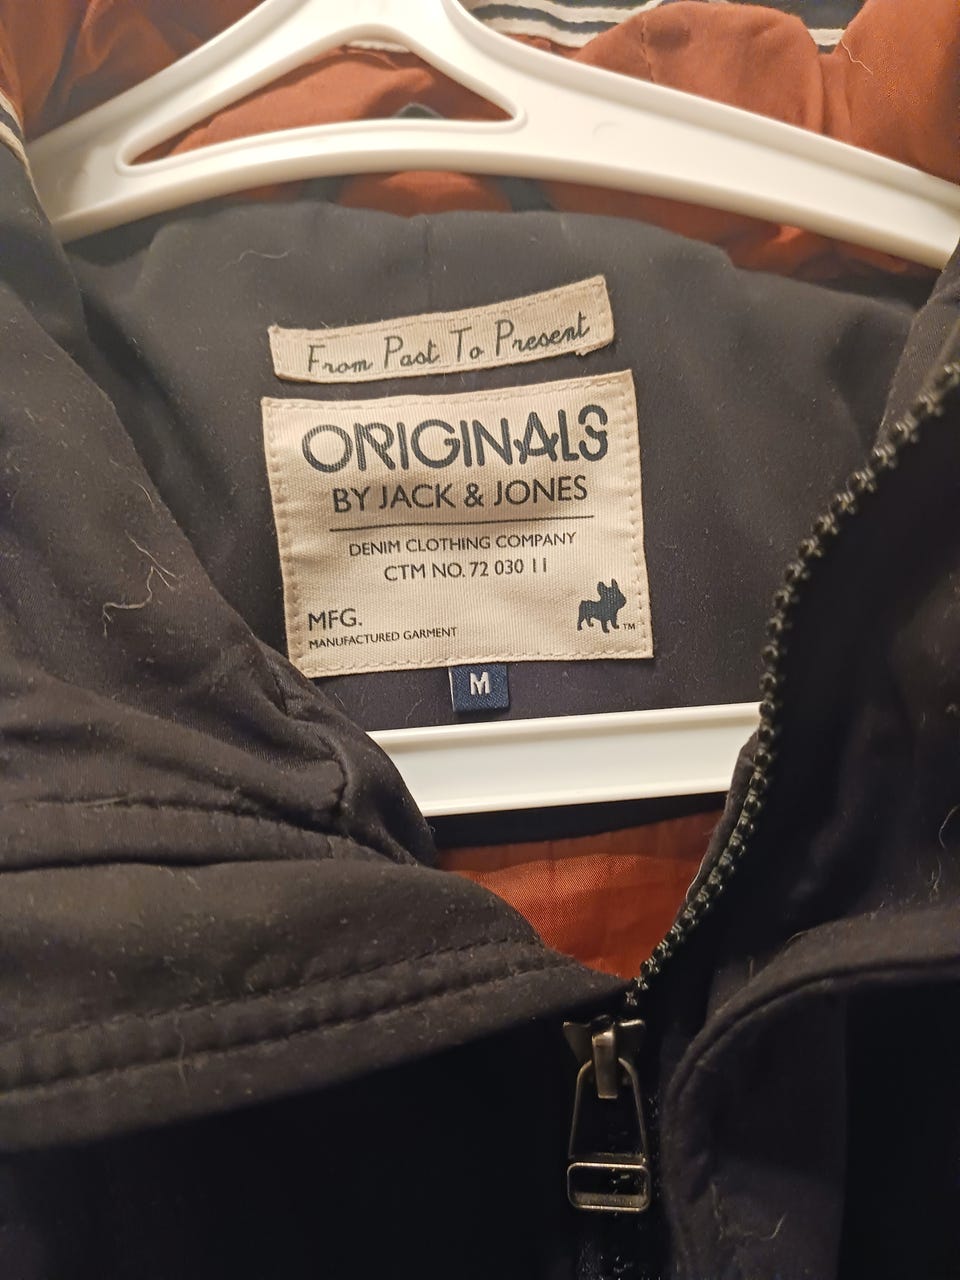 From Past To Present
ORIGINALS
BY JACK & JONES
DENIM CLOTHING COMPANY
CTM NO. 72 030 11
MFG.
MANUFACTURED GARMENT
TM
M